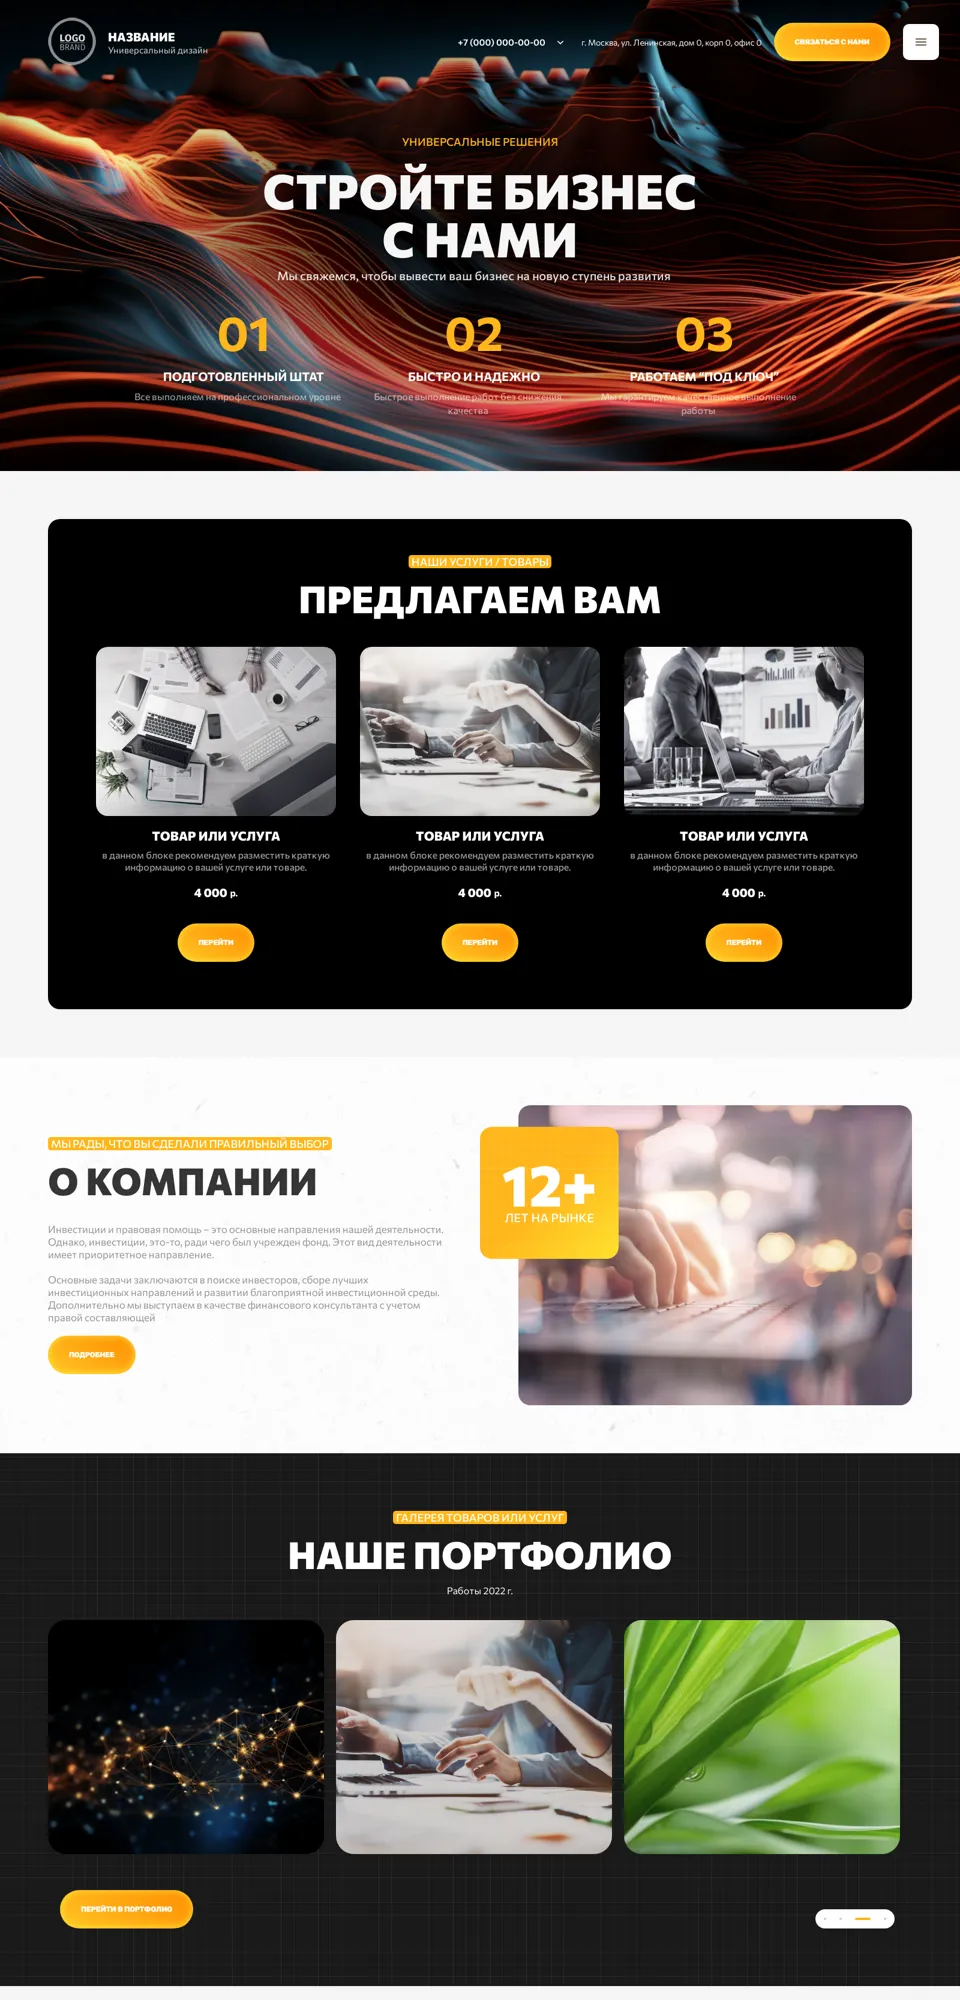 LOGO
BRAND
НАЗВАНИЕ
Универсальный дизайн
+7 (000) 000-00-00
г. Москва, ул. Ленинская, дом 0, корп 0, офис 0
СВЯЗАТЬСЯ С НАМИ
УНИВЕРСАЛЬНЫЕ РЕШЕНИЯ
СТРОЙТЕ БИЗНЕС
С НАМИ
Мы свяжемся, чтобы вывести ваш бизнес на новую ступень развития
01
ПОДГОТОВЛЕННЫЙ ШТАТ
Все выполняем на профессиональном уровне
02
БЫСТРО И НАДЕЖНО
Быстрое выполнение работ без снижения
качества
03
РАБОТАЕМ "ПОД КЛЮЧ"
Мы гарантируем качественное выполнение
работы
НАШИ УСЛУГИ / ТОВАРЫ
ПРЕДЛАГАЕМ ВАМ
ТОВАР ИЛИ УСЛУГА
в данном блоке рекомендуем разместить краткую
информацию о вашей услуге или товаре.
4 000 р.
ПЕРЕЙТИ
ТОВАР ИЛИ УСЛУГА
в данном блоке рекомендуем разместить краткую
информацию о вашей услуге или товаре.
4 000 р.
ПЕРЕЙТИ
ТОВАР ИЛИ УСЛУГА
в данном блоке рекомендуем разместить краткую
информацию о вашей услуге или товаре.
4 000 р.
ПЕРЕЙТИ
МЫ РАДЫ, ЧТО ВЫ СДЕЛАЛИ ПРАВИЛЬНЫЙ ВЫБОР
О КОМПАНИИ
Инвестиции и правовая помощь – это основные направления нашей деятельности.
Однако, инвестиции, это-то, ради чего был учрежден фонд. Этот вид деятельности
имеет приоритетное направление.
Основные задачи заключаются в поиске инвесторов, сборе лучших
инвестиционных направлений и развитии благоприятной инвестиционной среды.
Дополнительно мы выступаем в качестве финансового консультанта с учетом
правой составляющей
ПОДРОБНЕЕ
12+
ЛЕТ НА РЫНКЕ
ГАЛЕРЕЯ ТОВАРОВ ИЛИ УСЛУГ
НАШЕ ПОРТФОЛИО
Работы 2022 г.
ПЕРЕЙТИ В ПОРТФОЛИО